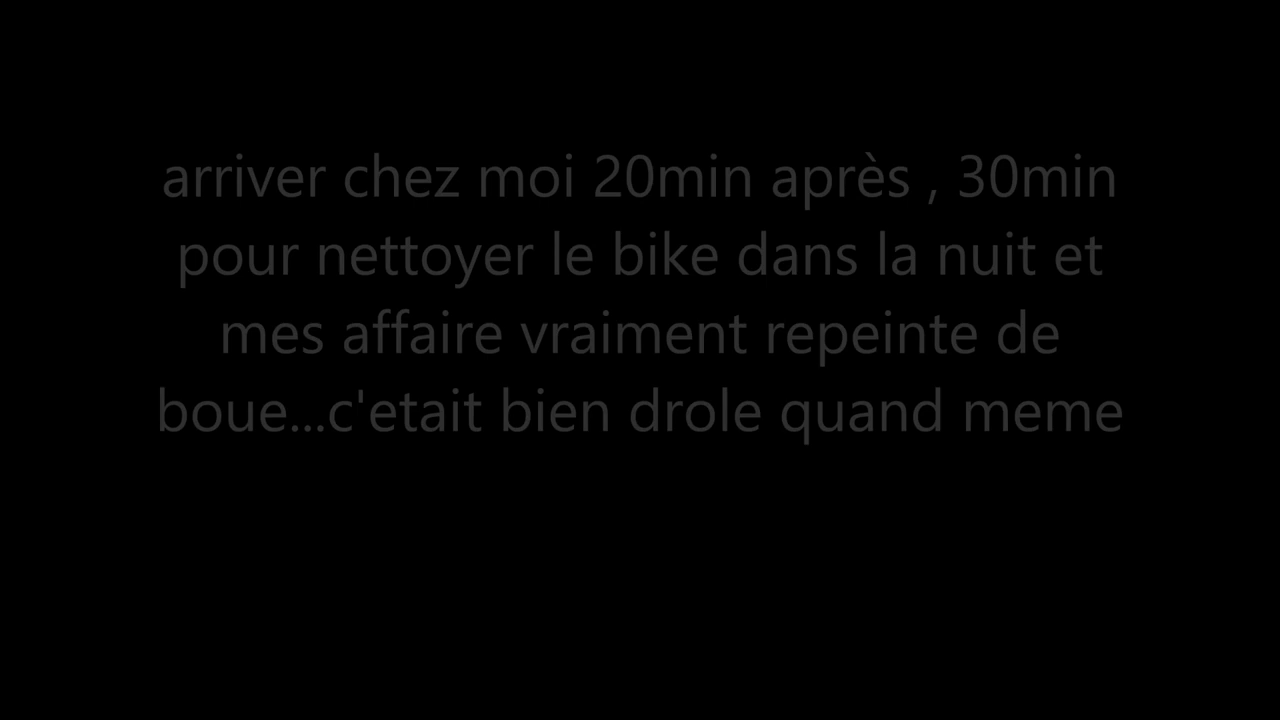 arriver chez moi 20min après , 30min
pour nettoyer le bike dans la nuit et
mes affaire vraiment repeinte de
boue...c'etait bien drole quand meme